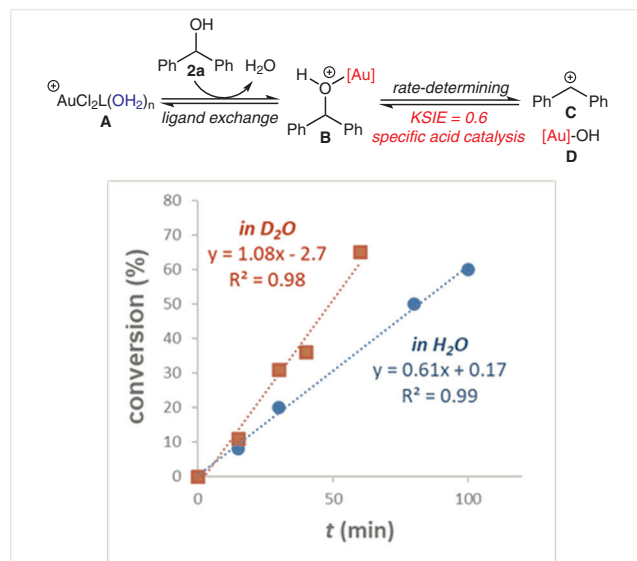 OH
Ph Ph
2a
H₂O
⊕
AuCl₂L(OH₂)n
A
ligand exchange
⊕
H O [Au]
Ph Ph
B
rate-determining
KSIE = 0.6
specific acid catalysis
⊕
Ph Ph
C
[Au]-OH
D
conversion (%)
80
70
60
50
40
30
20
10
0
in D₂O
y = 1.08x - 2.7
R² = 0.98
in H₂O
y = 0.61x + 0.17
R² = 0.99
0 50 100
t (min)